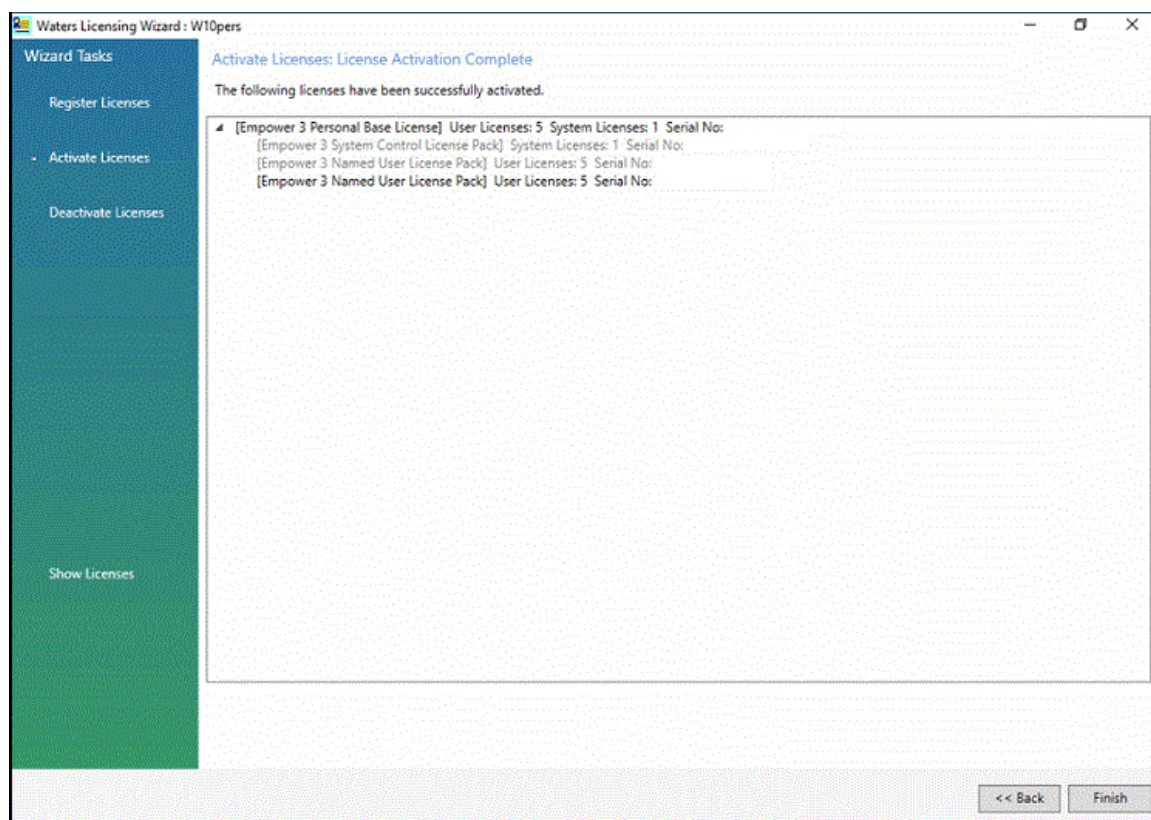 Waters Licensing Wizard : W10pers
Wizard Tasks
Register Licenses
- Activate Licenses
Deactivate Licenses
Show Licenses
Activate Licenses: License Activation Complete
The following licenses have been successfully activated.
[Empower 3 Personal Base License] User Licenses: 5 System Licenses: 1 Serial No:
[Empower 3 System Control License Pack] System Licenses: 1 Serial No:
[Empower 3 Named User License Pack] User Licenses: 5 Serial No:
[Empower 3 Named User License Pack] User Licenses: 5 Serial No:
<< Back
Finish